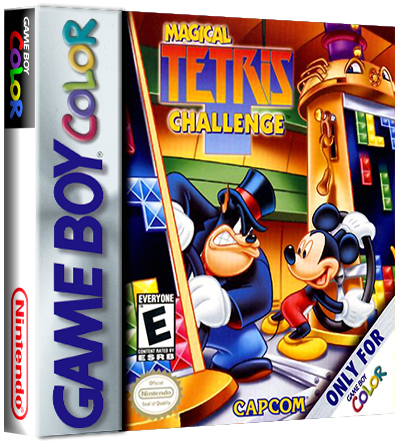 GAME BOY
COLOR
Nintendo
GAME BOY COLOR
MAGICAL
TETRIS
CHALLENGE
EVERYONE
E
CONTENT RATED BY
ESRB
Official
Nintendo
Seal of Quality
CAPCOM
ONLY FOR
GAME BOY
COLOR